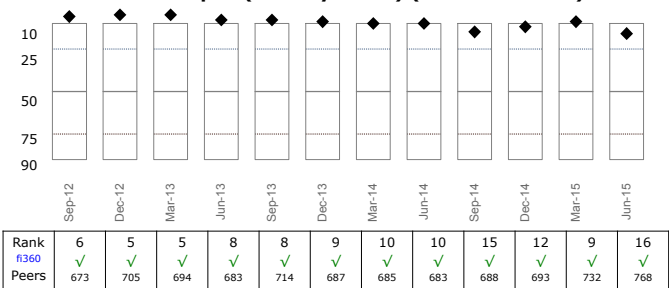 10
25
50
75
90
Sep-12 Dec-12 Mar-13 Jun-13 Sep-13 Dec-13 Mar-14 Jun-14 Sep-14 Dec-14 Mar-15 Jun-15
Rank 6 5 5 8 8 9 10 10 15 12 9 16
fi360 √ √ √ √ √ √ √ √ √ √ √ √
Peers 673 705 694 683 714 687 685 683 688 693 732 768